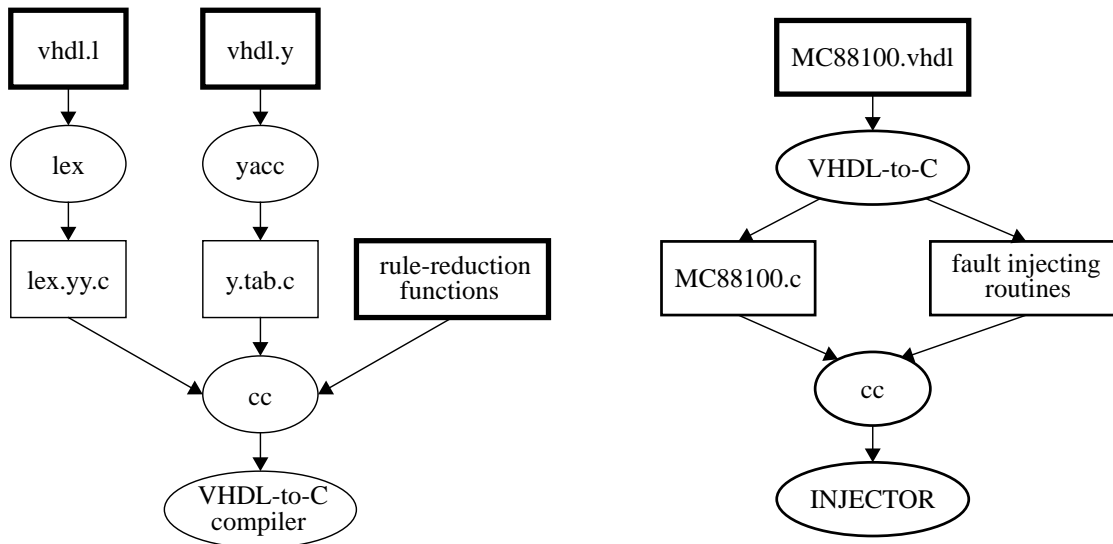 vhdl.l
vhdl.y
lex
yacc
lex.yy.c
y.tab.c
rule-reduction
functions
cc
VHDL-to-C
compiler
MC88100.vhdl
VHDL-to-C
MC88100.c
fault injecting
routines
cc
INJECTOR